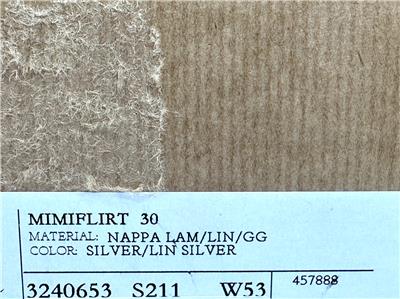 MIMIFLIRT 30
MATERIAL: NAPPA LAM/LIN/GG
COLOR: SILVER/LIN SILVER
3240653 S211 W53 457888